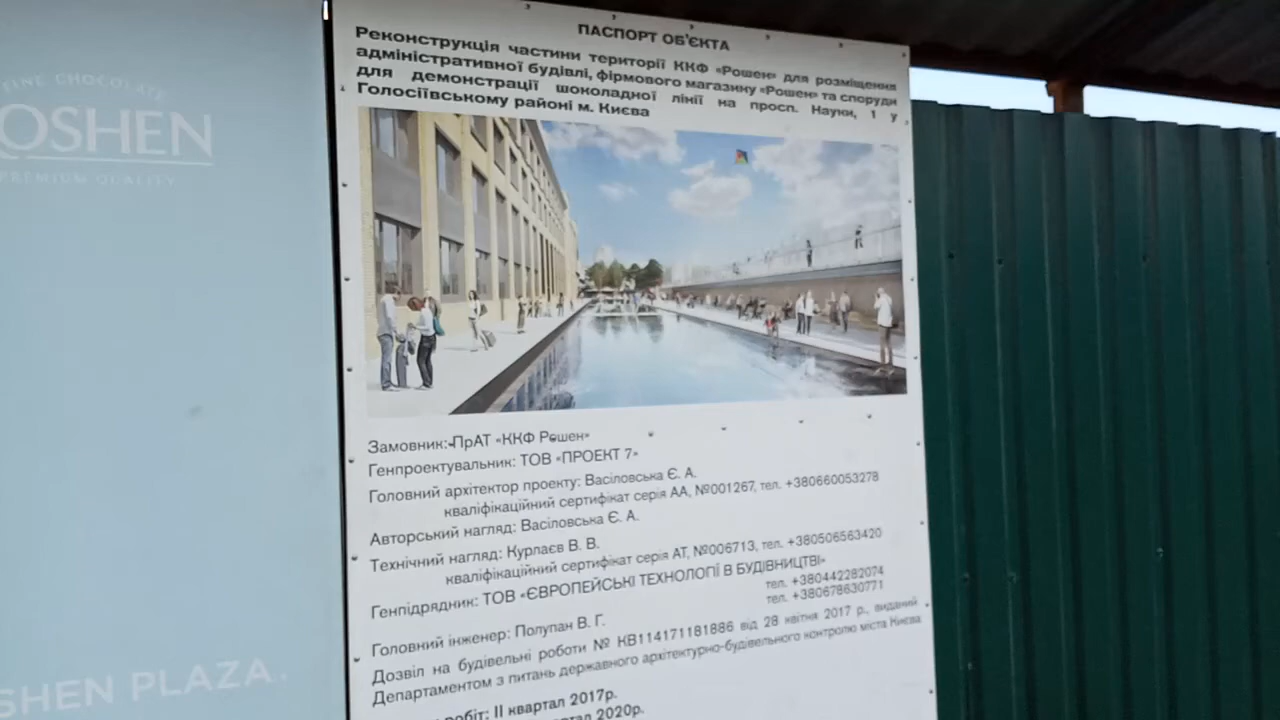 FINE CHOCOLATE
OSHEN
PREMIUM QUALITY
SHEN PLAZA
ПАСПОРТ ОБ'ЄКТА
Реконструкція частини території ККФ «Рошен» для розміщення
адміністративної будівлі, фірмового магазину «Рошен» та споруди
для демонстрації шоколадної лінії на просп. Науки, 1 у
Голосіївському районі м. Києва
Замовник: ПрАТ «ККФ Рошен»
Генпроектувальник: ТОВ «ПРОЕКТ 7»
Головний архітектор проекту: Васіловська Є. А.
кваліфікаційний сертифікат серія АА, №001267, тел. +380660053278
Авторський нагляд: Васіловська Є. А.
Технічний нагляд: Курлаєв В. В.
кваліфікаційний сертифікат серія АТ, №006713, тел. +380506563420
Генпідрядник: ТОВ «ЄВРОПЕЙСЬКІ ТЕХНОЛОГІЇ В БУДІВНИЦТВІ»
тел. +380442282074
тел. +380678630771
Головний інженер: Полупан В. Г.
Дозвіл на будівельні роботи № КВ114171181886 від 28 квітня 2017 р., виданий
Департаментом з питань державного архітектурно-будівельного контролю міста Києва
робіт: ІІ квартал 2017р.
квартал 2020р.